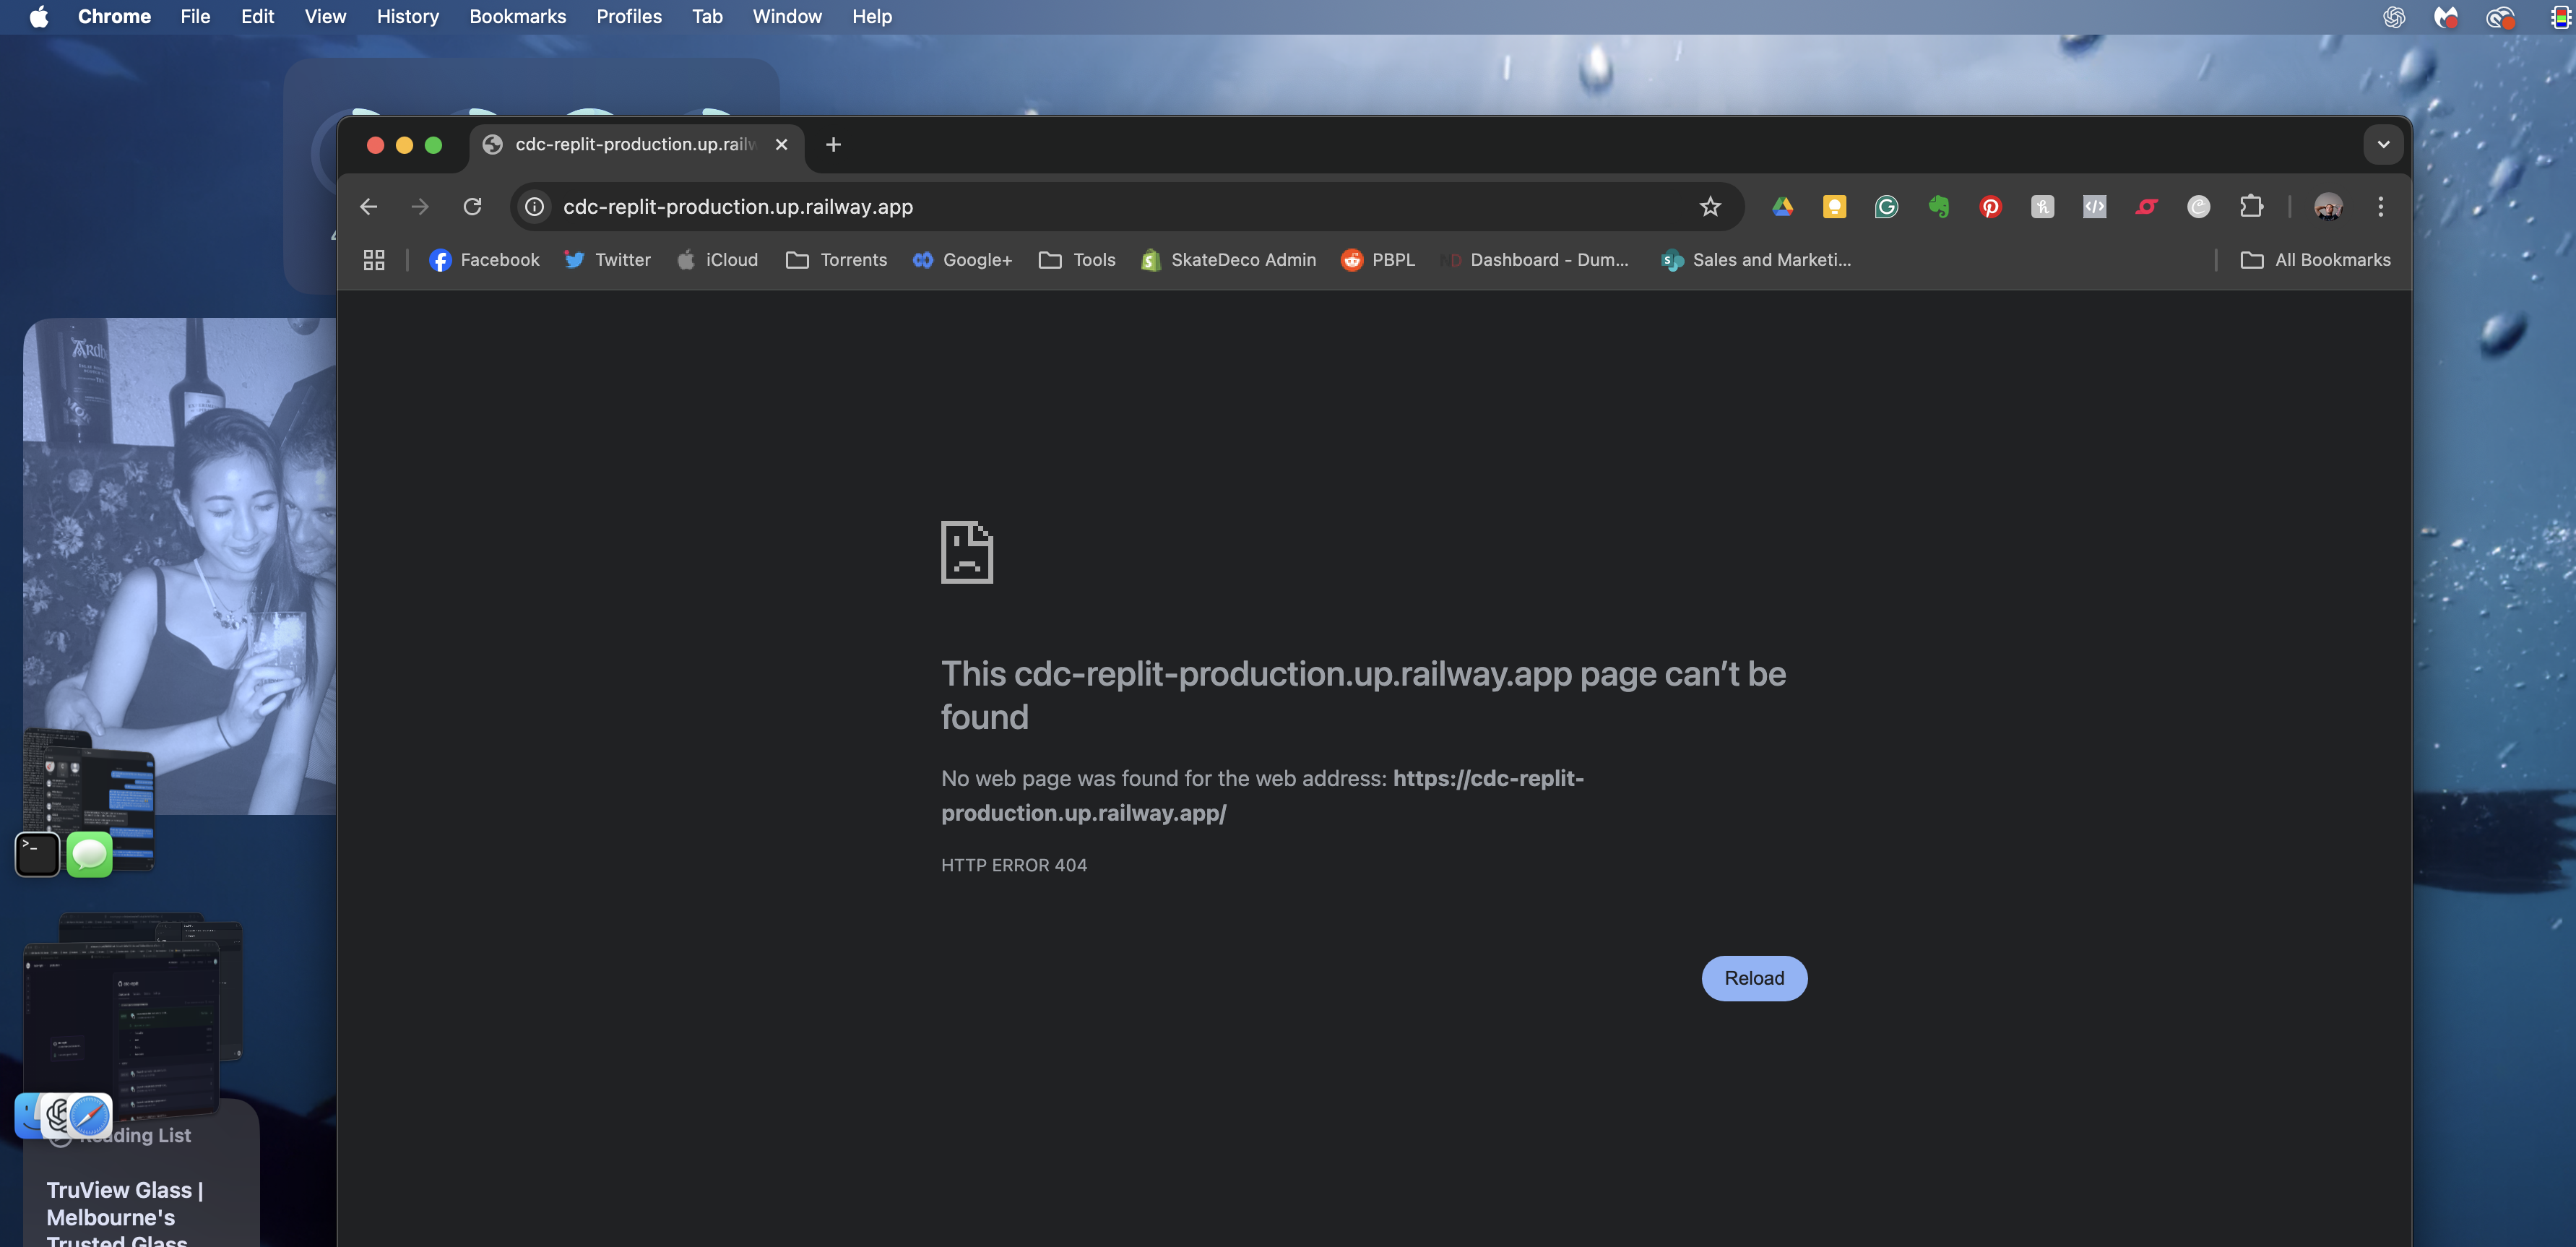 Chrome File Edit View History Bookmarks Profiles Tab Window Help
cdc-replit-production.up.railw
cdc-replit-production.up.railway.app
Facebook Twitter iCloud Torrents Google+ Tools SkateDeco Admin PBPL Dashboard - Dum... Sales and Marketi... All Bookmarks
This cdc-replit-production.up.railway.app page can’t be
found
No web page was found for the web address: https://cdc-replit-
production.up.railway.app/
HTTP ERROR 404
Reload
List
TruView Glass |
Melbourne's
Trusted Glass